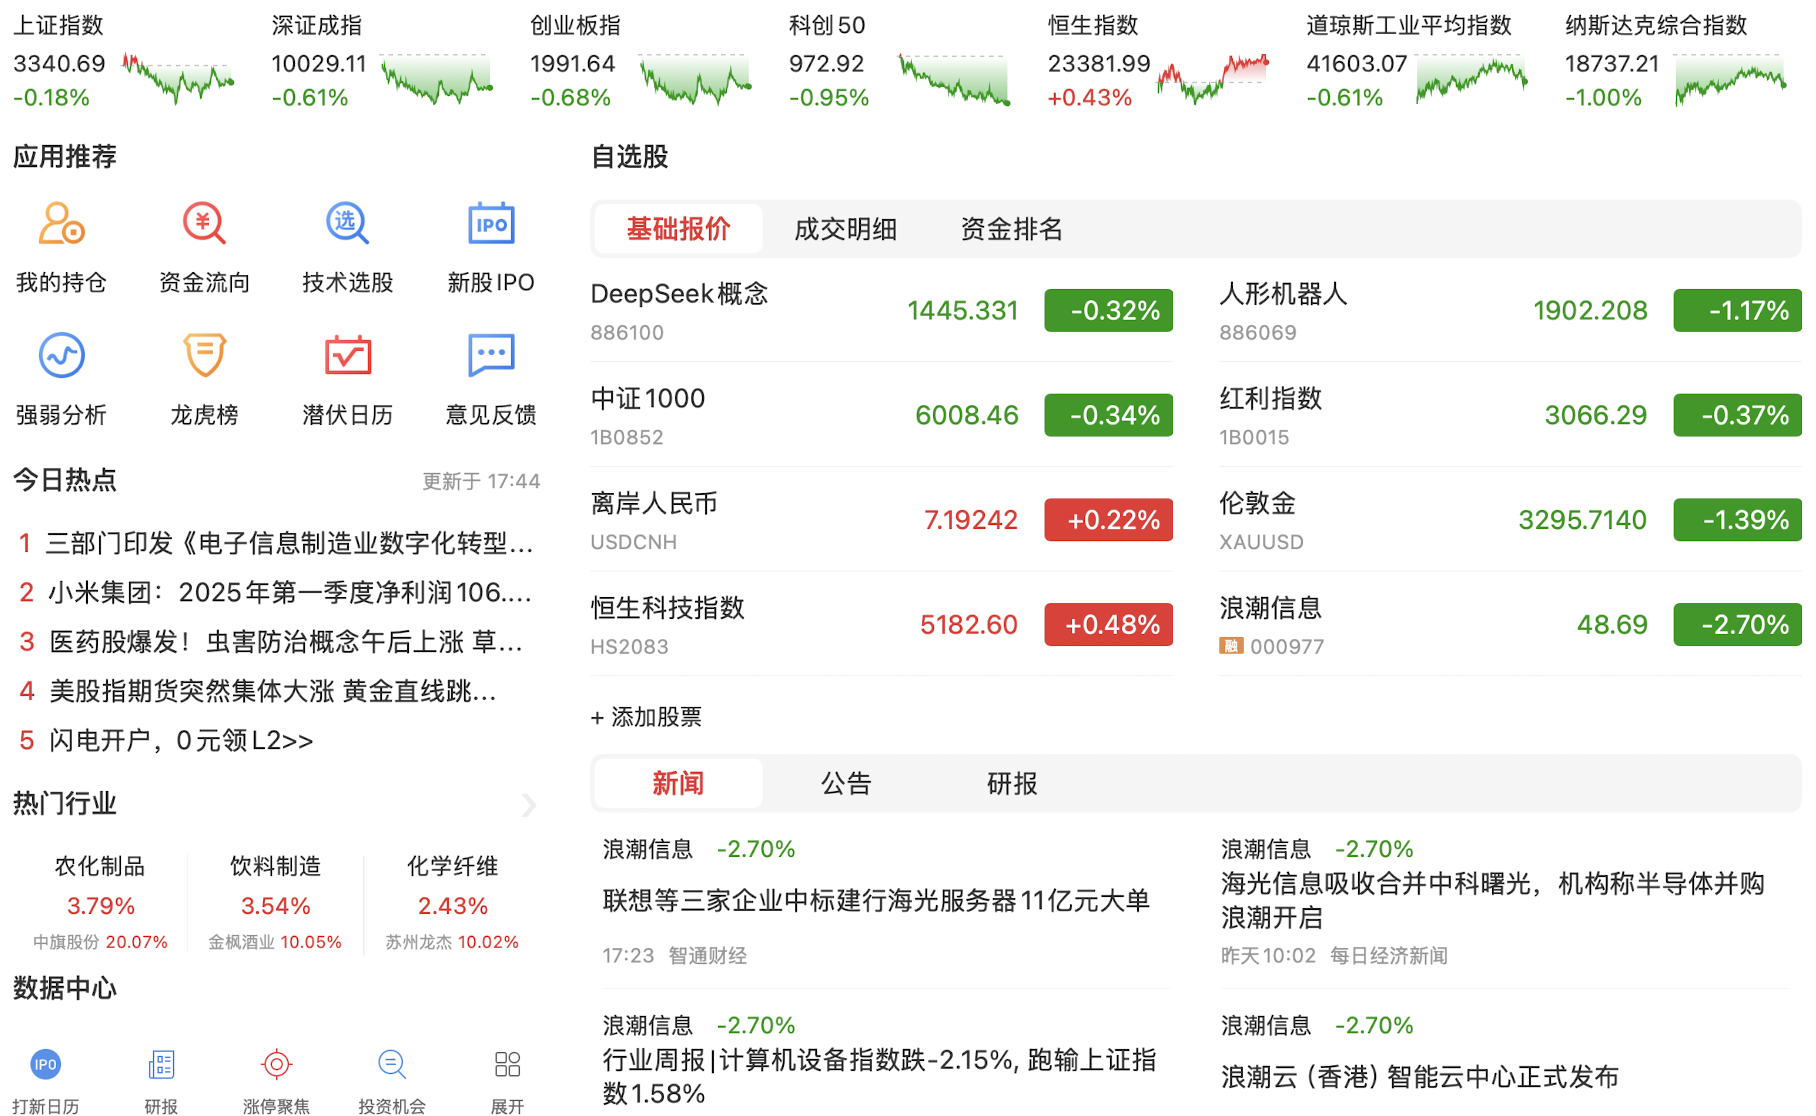 上证指数
3340.69
-0.18%
深证成指
10029.11
-0.61%
创业板指
1991.64
-0.68%
科创50
972.92
-0.95%
恒生指数
23381.99
+0.43%
道琼斯工业平均指数
41603.07
-0.61%
纳斯达克综合指数
18737.21
-1.00%
应用推荐
我的持仓
¥
资金流向
选
技术选股
IPO
新股IPO
强弱分析
龙虎榜
潜伏日历
意见反馈
今日热点
更新于 17:44
1 三部门印发《电子信息制造业数字化转型...
2 小米集团：2025年第一季度净利润106....
3 医药股爆发！虫害防治概念午后上涨 草...
4 美股指期货突然集体大涨 黄金直线跳...
5 闪电开户，0元领L2>>
热门行业
农化制品
3.79%
中旗股份 20.07%
饮料制造
3.54%
金枫酒业 10.05%
化学纤维
2.43%
苏州龙杰 10.02%
数据中心
IPO
打新日历
研报
涨停聚焦
投资机会
展开
自选股
基础报价
成交明细
资金排名
DeepSeek概念
886100
1445.331
-0.32%
人形机器人
886069
1902.208
-1.17%
中证1000
1B0852
6008.46
-0.34%
红利指数
1B0015
3066.29
-0.37%
离岸人民币
USDCNH
7.19242
+0.22%
伦敦金
XAUUSD
3295.7140
-1.39%
恒生科技指数
HS2083
5182.60
+0.48%
浪潮信息
融 000977
48.69
-2.70%
+ 添加股票
新闻
公告
研报
浪潮信息 -2.70%
联想等三家企业中标建行海光服务器11亿元大单
17:23 智通财经
浪潮信息 -2.70%
海光信息吸收合并中科曙光，机构称半导体并购
浪潮开启
昨天10:02 每日经济新闻
浪潮信息 -2.70%
行业周报|计算机设备指数跌-2.15%, 跑输上证指
数1.58%
浪潮信息 -2.70%
浪潮云（香港）智能云中心正式发布